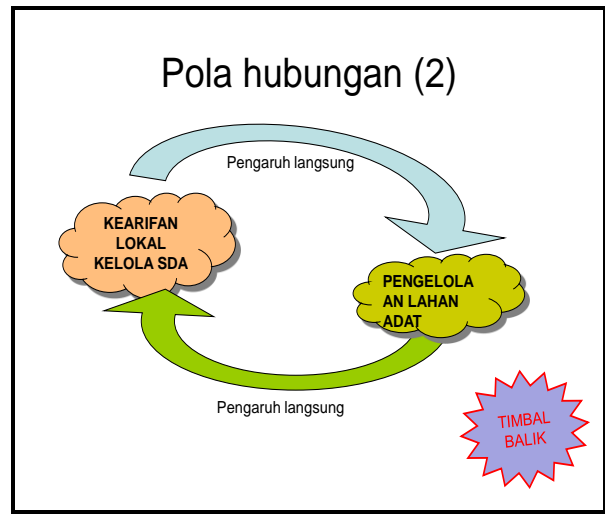 Pola hubungan (2)
Pengaruh langsung
KEARIFAN
LOKAL
KELOLA SDA
PENGELOLA
AN LAHAN
ADAT
Pengaruh langsung
TIMBAL
BALIK